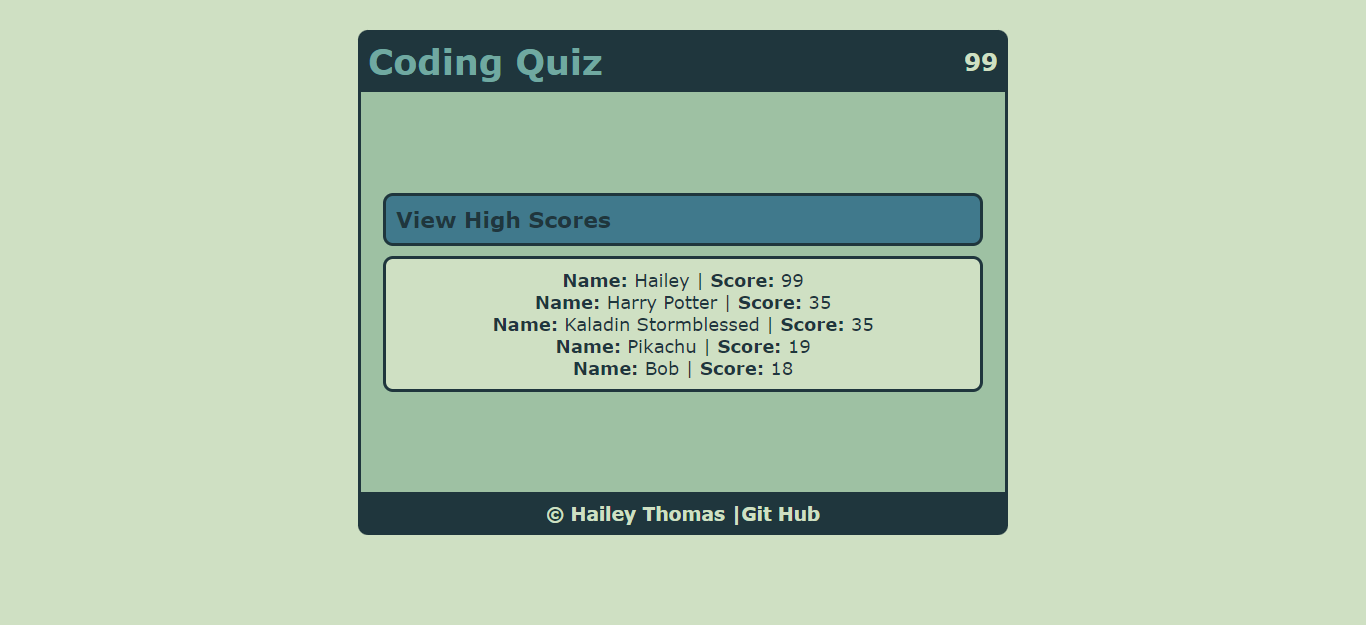 Coding Quiz 99
View High Scores
Name: Hailey | Score: 99
Name: Harry Potter | Score: 35
Name: Kaladin Stormblessed | Score: 35
Name: Pikachu | Score: 19
Name: Bob | Score: 18
© Hailey Thomas |Git Hub